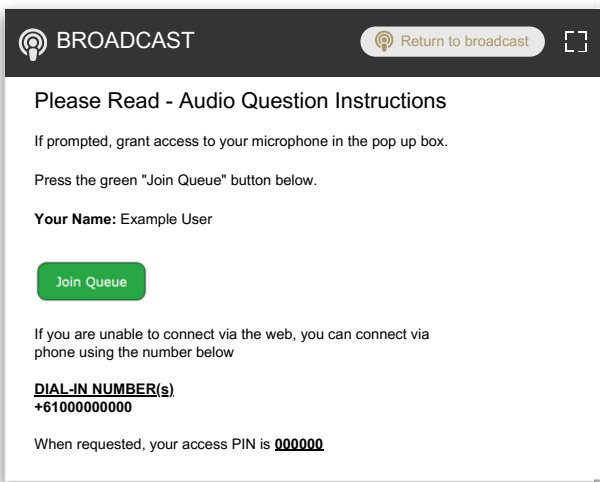 BROADCAST
Return to broadcast
Please Read - Audio Question Instructions
If prompted, grant access to your microphone in the pop up box.
Press the green "Join Queue" button below.
Your Name: Example User
Join Queue
If you are unable to connect via the web, you can connect via
phone using the number below
DIAL-IN NUMBER(s)
+61000000000
When requested, your access PIN is 000000